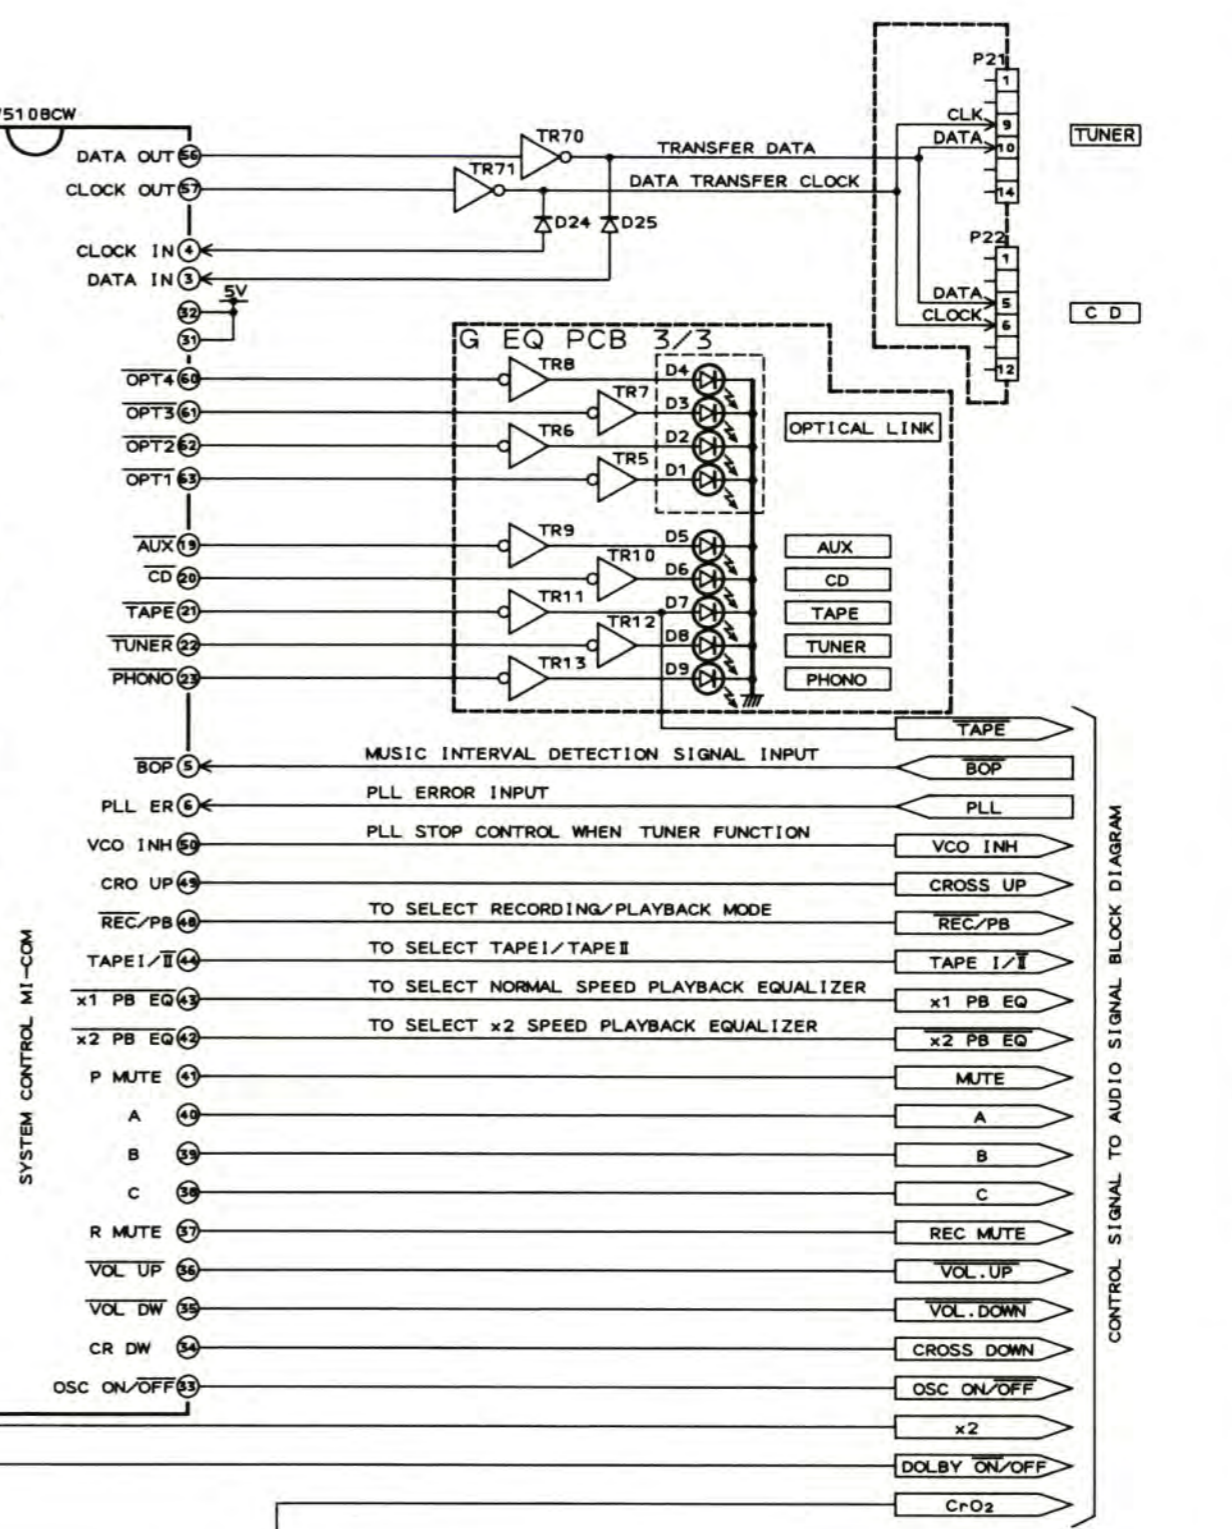 7510BCW
P21
1
CLK 9
DATA 10
14
TUNER
DATA OUT 56
TR70
TRANSFER DATA
CLOCK OUT 57
TR71
DATA TRANSFER CLOCK
D24
D25
CLOCK IN 4
DATA IN 3
5V
32
31
P22
1
DATA 5
CLOCK 6
12
CD
G EQ PCB 3/3
OPT4 60
TR8
D4
OPT3 61
TR7
D3
OPTICAL LINK
OPT2 62
TR6
D2
OPT1 63
TR5
D1
AUX 19
TR9
D5
AUX
CD 20
TR10
D6
CD
TAPE 21
TR11
D7
TAPE
TUNER 22
TR12
D8
TUNER
PHONO 23
TR13
D9
PHONO
TAPE
BOP 5
MUSIC INTERVAL DETECTION SIGNAL INPUT
BOP
PLL ER 6
PLL ERROR INPUT
PLL
VCO INH 50
PLL STOP CONTROL WHEN TUNER FUNCTION
VCO INH
CRO UP 49
CROSS UP
REC/PB 48
TO SELECT RECORDING/PLAYBACK MODE
REC/PB
TAPEI/II 44
TO SELECT TAPEI/TAPEII
TAPE I/II
x1 PB EQ 43
TO SELECT NORMAL SPEED PLAYBACK EQUALIZER
x1 PB EQ
x2 PB EQ 42
TO SELECT x2 SPEED PLAYBACK EQUALIZER
x2 PB EQ
P MUTE 41
MUTE
A 40
A
B 39
B
C 38
C
R MUTE 37
REC MUTE
VOL UP 36
VOL.UP
VOL DW 35
VOL.DOWN
CR DW 34
CROSS DOWN
OSC ON/OFF 33
OSC ON/OFF
x2
DOLBY ON/OFF
CrO2
SYSTEM CONTROL MI-COM
CONTROL SIGNAL TO AUDIO SIGNAL BLOCK DIAGRAM